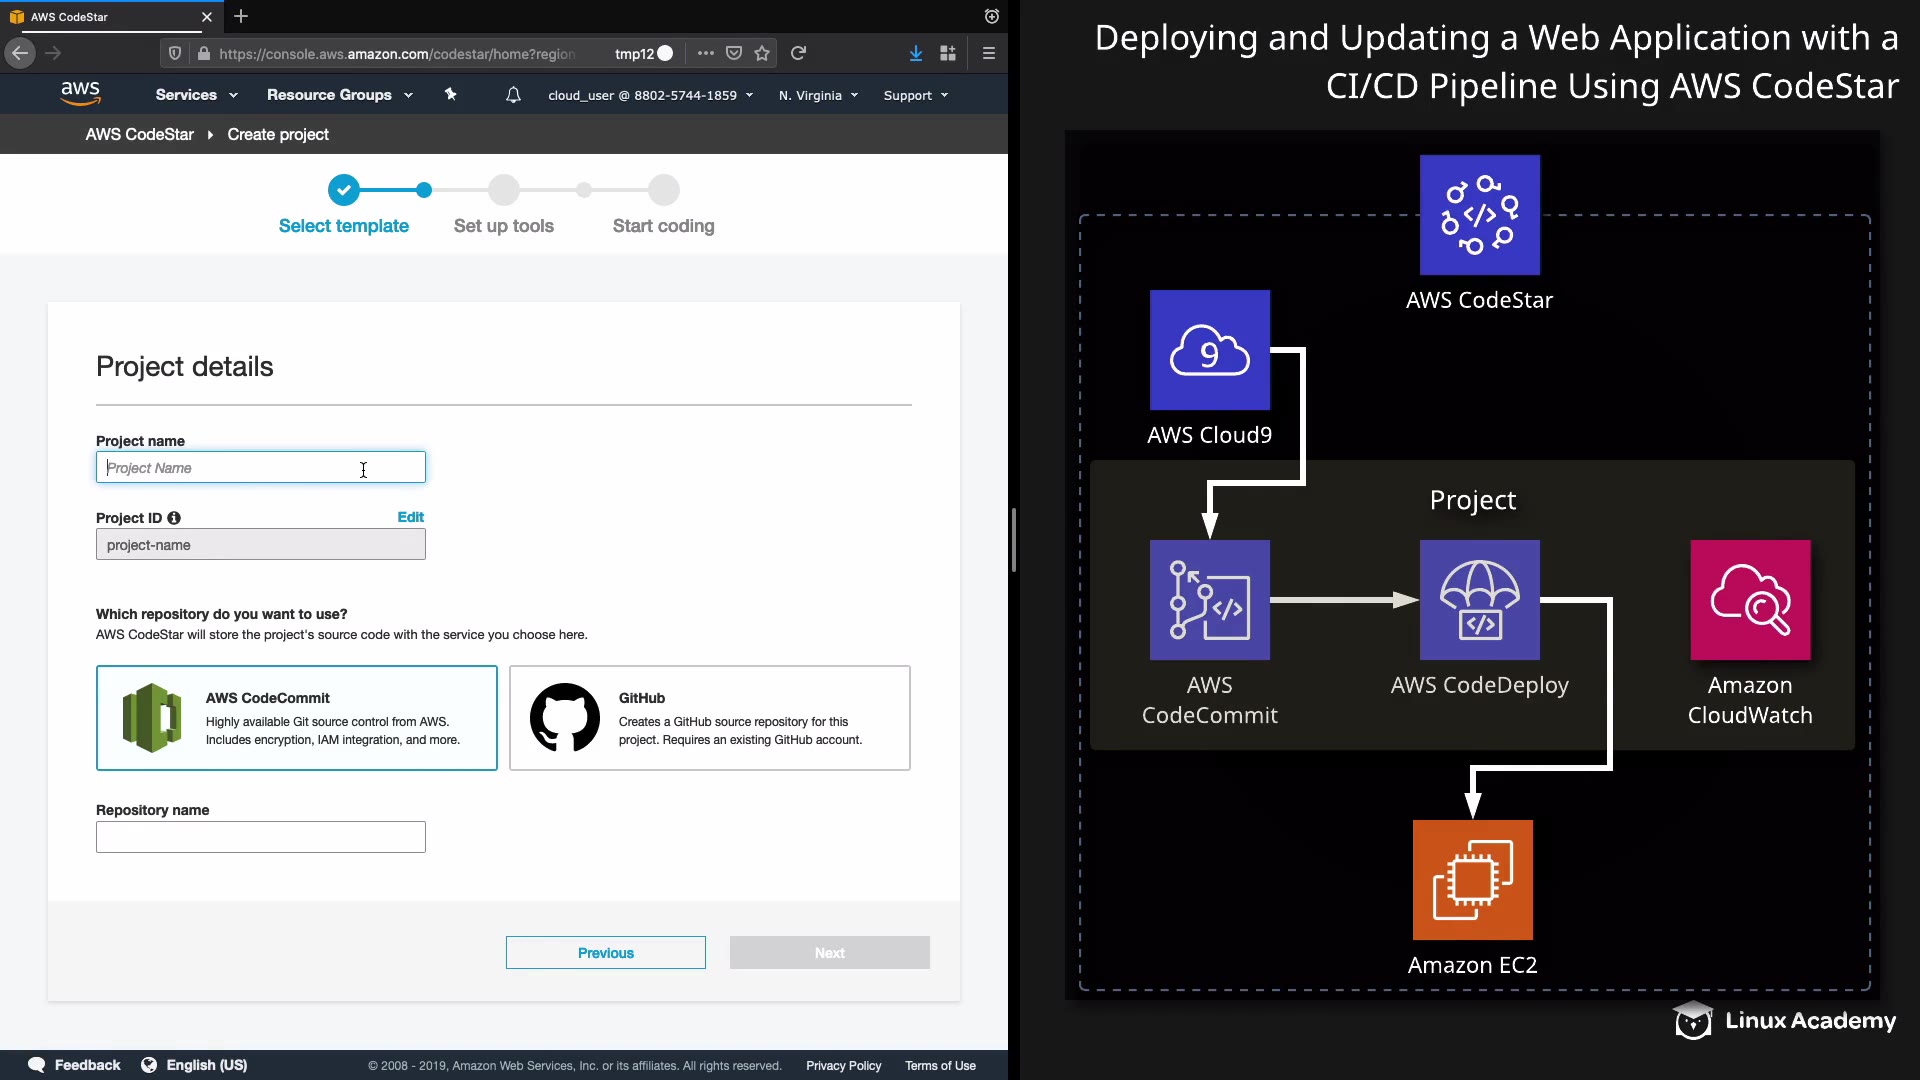 AWS CodeStar
https://console.aws.amazon.com/codestar/home?region
tmp12
aws
Services
Resource Groups
cloud_user @ 8802-5744-1859
N. Virginia
Support
AWS CodeStar
Create project
Select template
Set up tools
Start coding
Project details
Project name
Project Name
Project ID
Edit
project-name
Which repository do you want to use?
AWS CodeStar will store the project's source code with the service you choose here.
AWS CodeCommit
Highly available Git source control from AWS.
Includes encryption, IAM integration, and more.
GitHub
Creates a GitHub source repository for this
project. Requires an existing GitHub account.
Repository name
Previous
Next
Feedback
English (US)
© 2008 - 2019, Amazon Web Services, Inc. or its affiliates. All rights reserved.
Privacy Policy
Terms of Use
Deploying and Updating a Web Application with a
CI/CD Pipeline Using AWS CodeStar
AWS CodeStar
9
AWS Cloud9
Project
AWS
CodeCommit
AWS CodeDeploy
Amazon
CloudWatch
Amazon EC2
Linux Academy